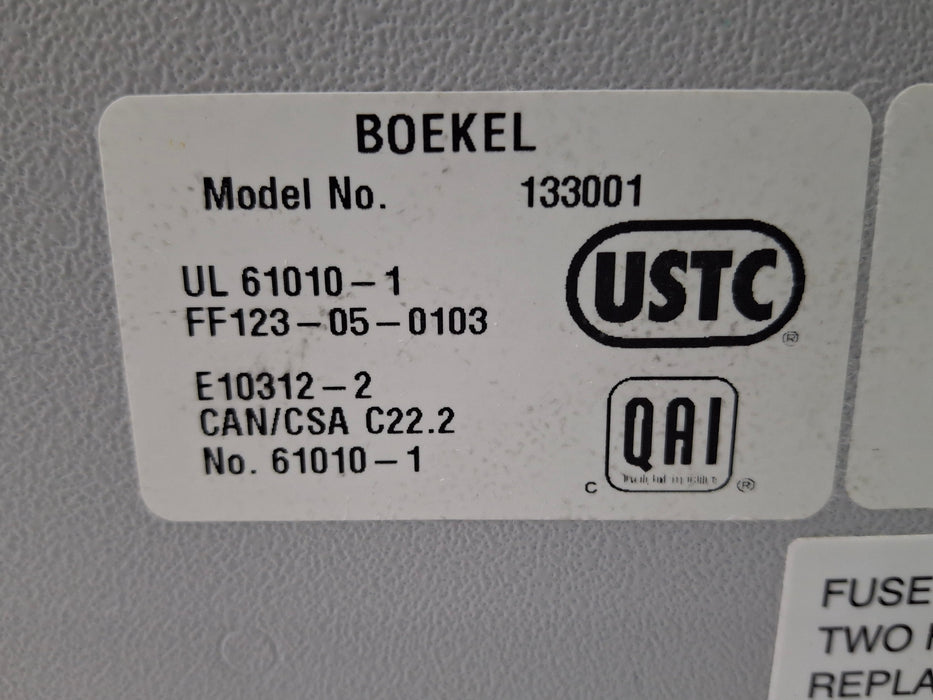 BOEKEL
Model No. 133001
UL 61010-1
FF123-05-0103
USTC
®
E10312-2
CAN/CSA C22.2
No. 61010-1
QAI
C ®
FUSE
TWO
REPLA